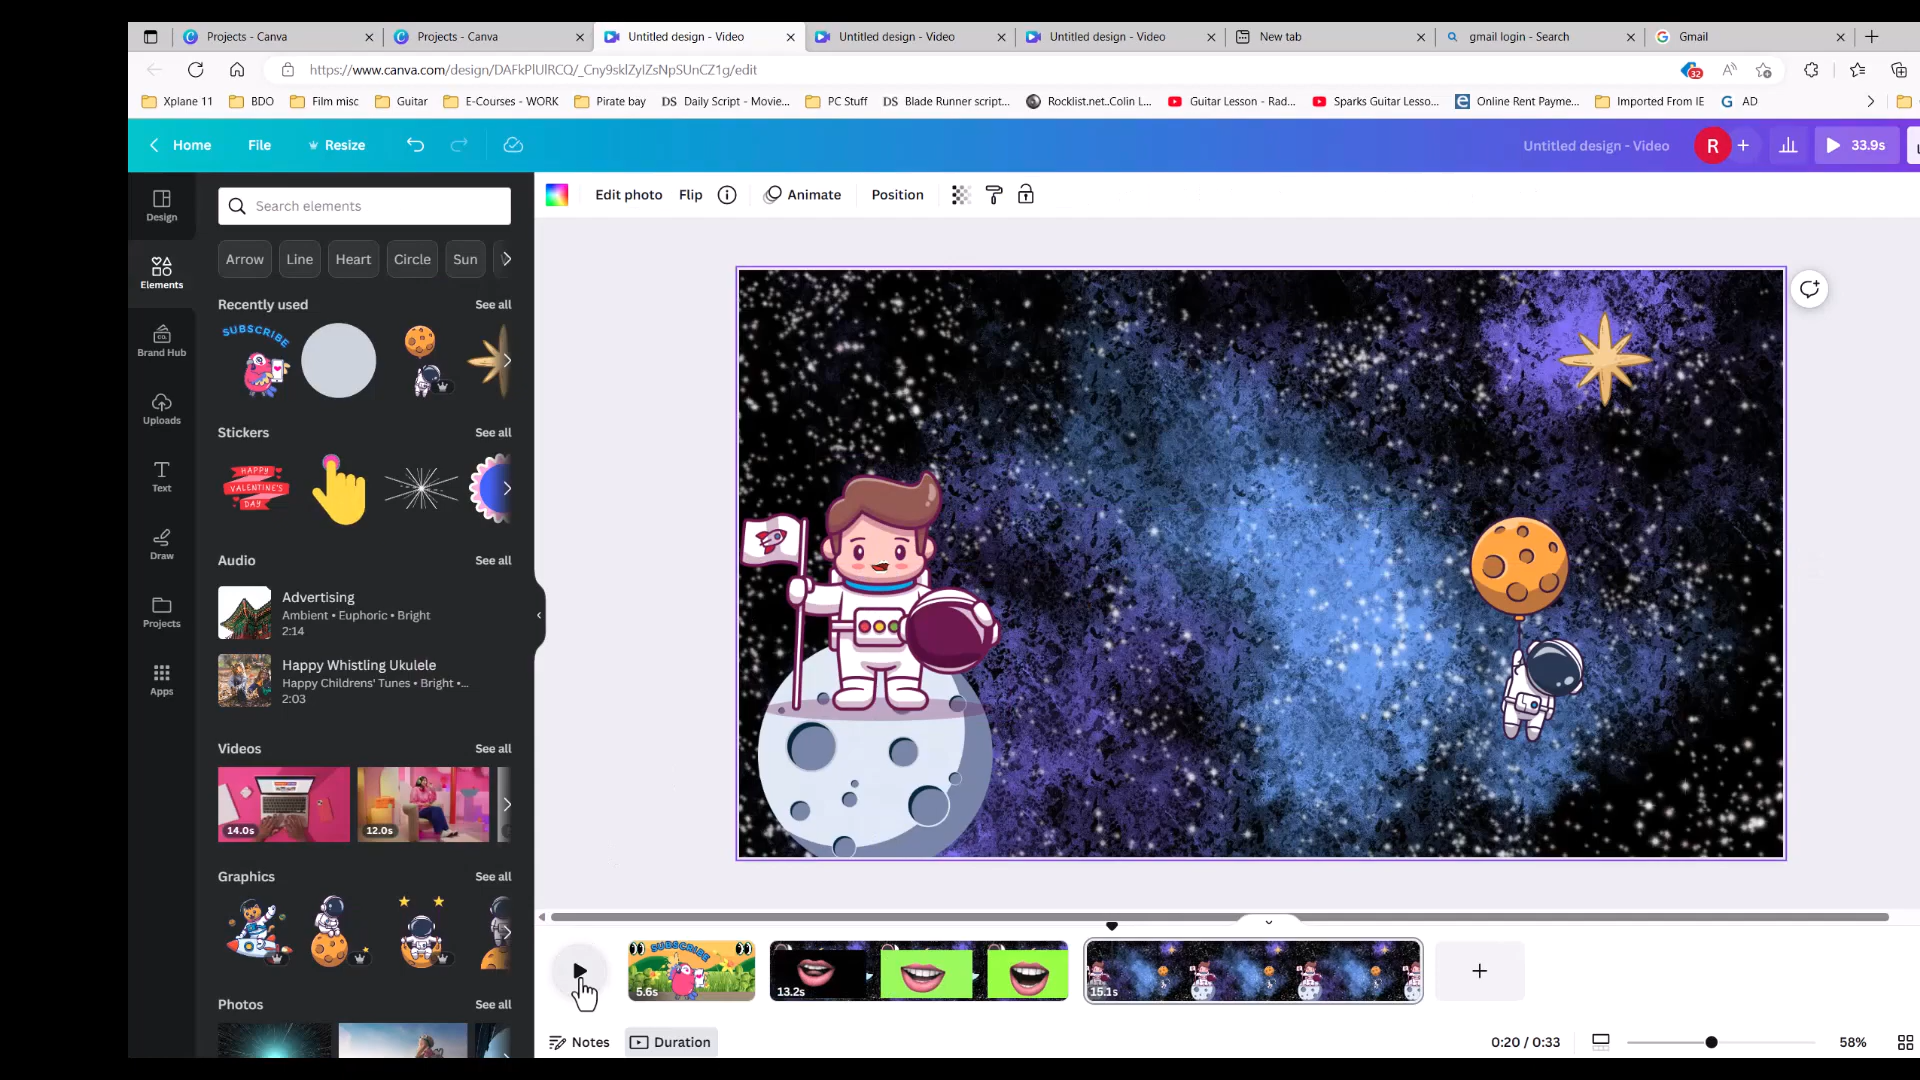 Projects - Canva
Projects - Canva
Untitled design - Video
Untitled design - Video
Untitled design - Video
New tab
gmail login - Search
Gmail
https://www.canva.com/design/DAFkPlUlRCQ/_Cny9sklZyIZsNpSUnCZ1g/edit
32
Xplane 11
BDO
Film misc
Guitar
E-Courses - WORK
Pirate bay
DS Daily Script - Movie...
PC Stuff
DS Blade Runner script...
Rocklist.net..Colin L...
Guitar Lesson - Rad...
Sparks Guitar Lesso...
Online Rent Payme...
Imported From IE
G AD
Home
File
Resize
Untitled design - Video
R
33.9s
Design
Elements
Brand Hub
Uploads
Text
Draw
Projects
Apps
Search elements
Arrow
Line
Heart
Circle
Sun
Recently used
See all
SUBSCRIBE
Stickers
See all
HAPPY
VALENTINE'S
DAY
Audio
See all
Advertising
Ambient • Euphoric • Bright
2:14
Happy Whistling Ukulele
Happy Childrens' Tunes • Bright •...
2:03
Videos
See all
14.0s
12.0s
Graphics
See all
Photos
See all
Edit photo
Flip
Animate
Position
SUBSCRIBE
5.6s
13.2s
15.1s
Notes
Duration
0:20 / 0:33
58%